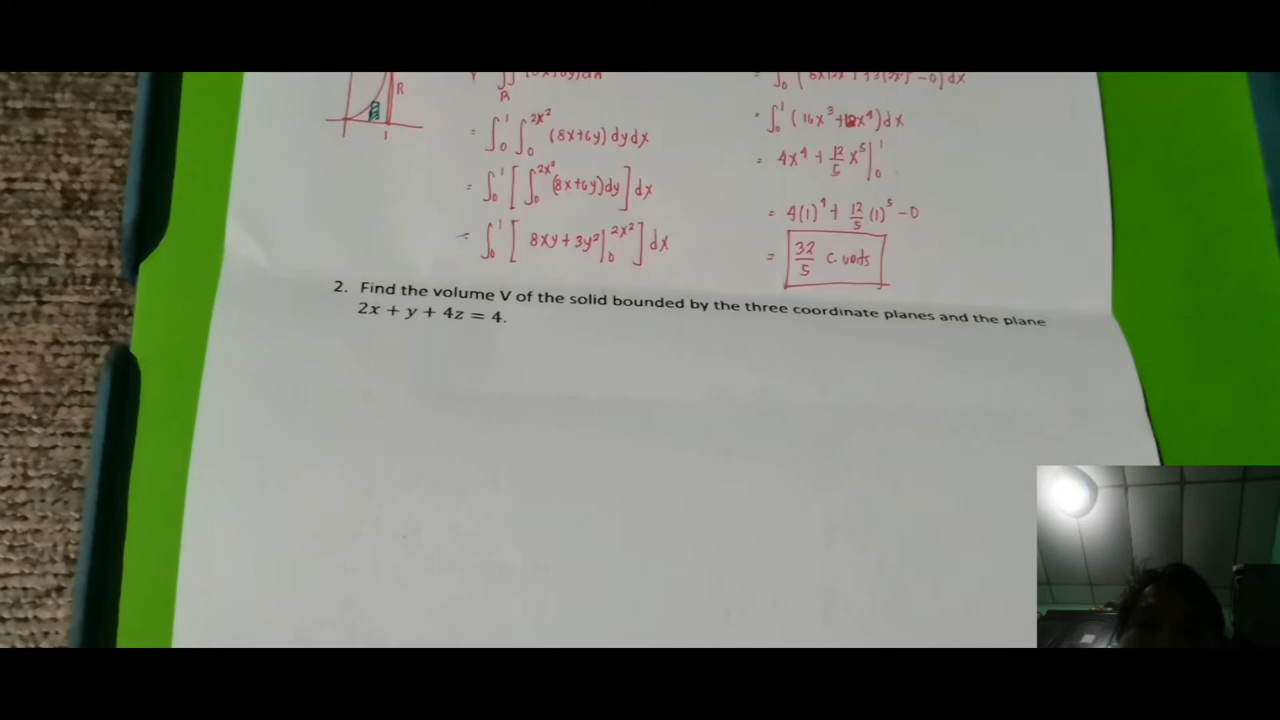 R
R
= ∫₀¹ ∫₀^{2x²} (8x+6y) dy dx
= ∫₀¹ [ ∫₀^{2x²} (8x+6y) dy ] dx
= ∫₀¹ [ 8xy + 3y² |₀^{2x²} ] dx
= ∫₀¹ (16x³ + 12x⁴) dx
= 4x⁴ + 12/5 x⁵ |₀¹
= 4(1)⁴ + 12/5 (1)⁵ - 0
= 32/5 c. units
1
2. Find the volume V of the solid bounded by the three coordinate planes and the plane
2x + y + 4z = 4.